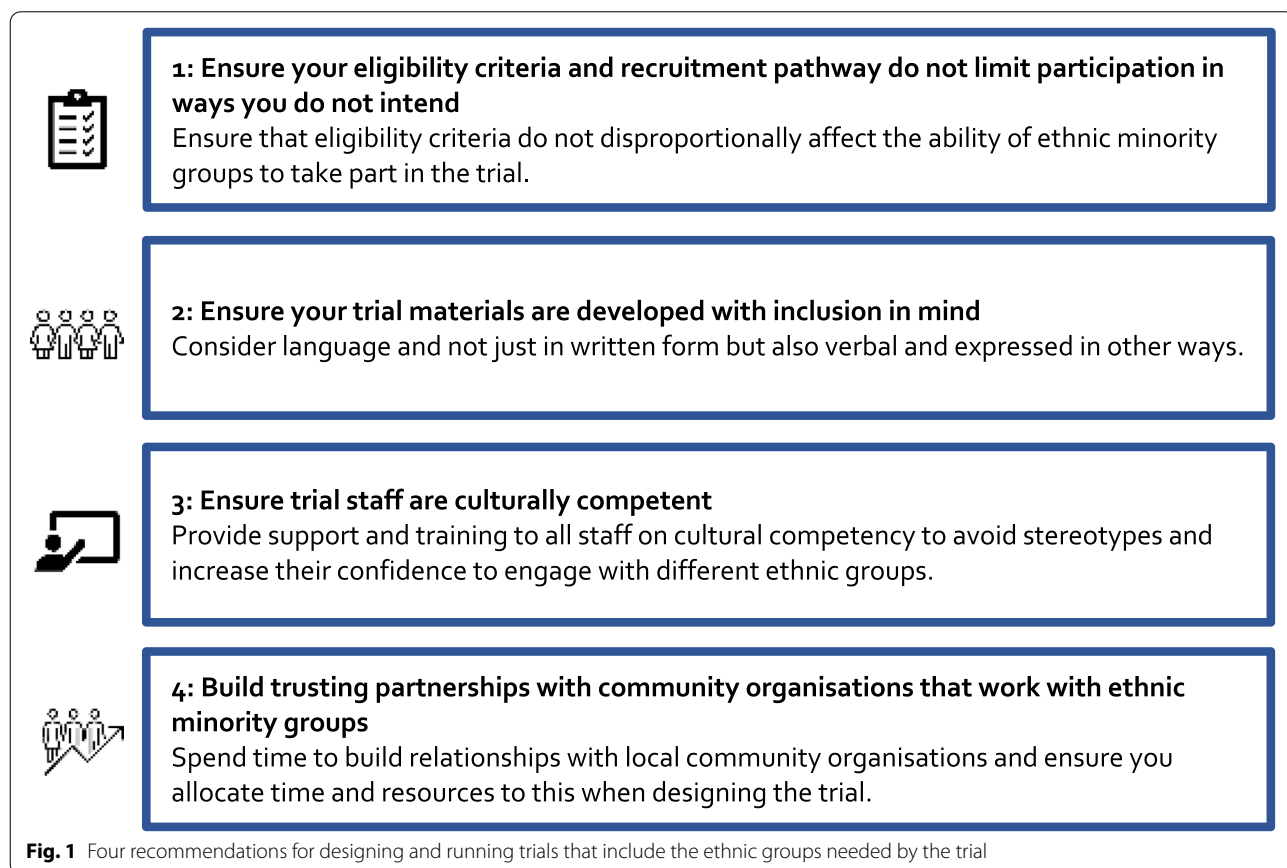 1: Ensure your eligibility criteria and recruitment pathway do not limit participation in
ways you do not intend
Ensure that eligibility criteria do not disproportionally affect the ability of ethnic minority
groups to take part in the trial.
2: Ensure your trial materials are developed with inclusion in mind
Consider language and not just in written form but also verbal and expressed in other ways.
3: Ensure trial staff are culturally competent
Provide support and training to all staff on cultural competency to avoid stereotypes and
increase their confidence to engage with different ethnic groups.
4: Build trusting partnerships with community organisations that work with ethnic
minority groups
Spend time to build relationships with local community organisations and ensure you
allocate time and resources to this when designing the trial.
Fig. 1 Four recommendations for designing and running trials that include the ethnic groups needed by the trial